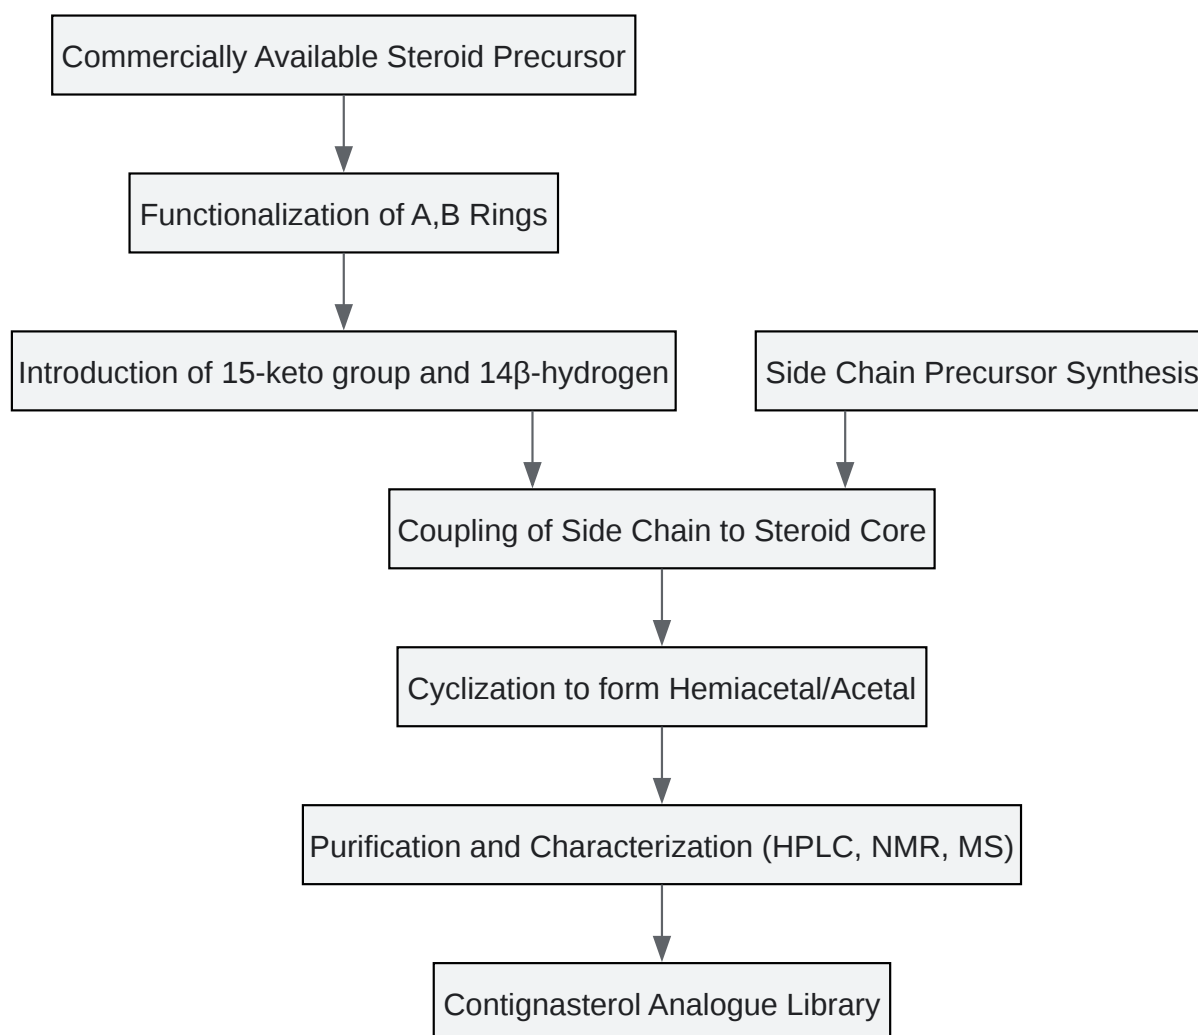 Commercially Available Steroid Precursor
Functionalization of A,B Rings
Introduction of 15-keto group and 14β-hydrogen
Side Chain Precursor Synthesis
Coupling of Side Chain to Steroid Core
Cyclization to form Hemiacetal/Acetal
Purification and Characterization (HPLC, NMR, MS)
Contignasterol Analogue Library